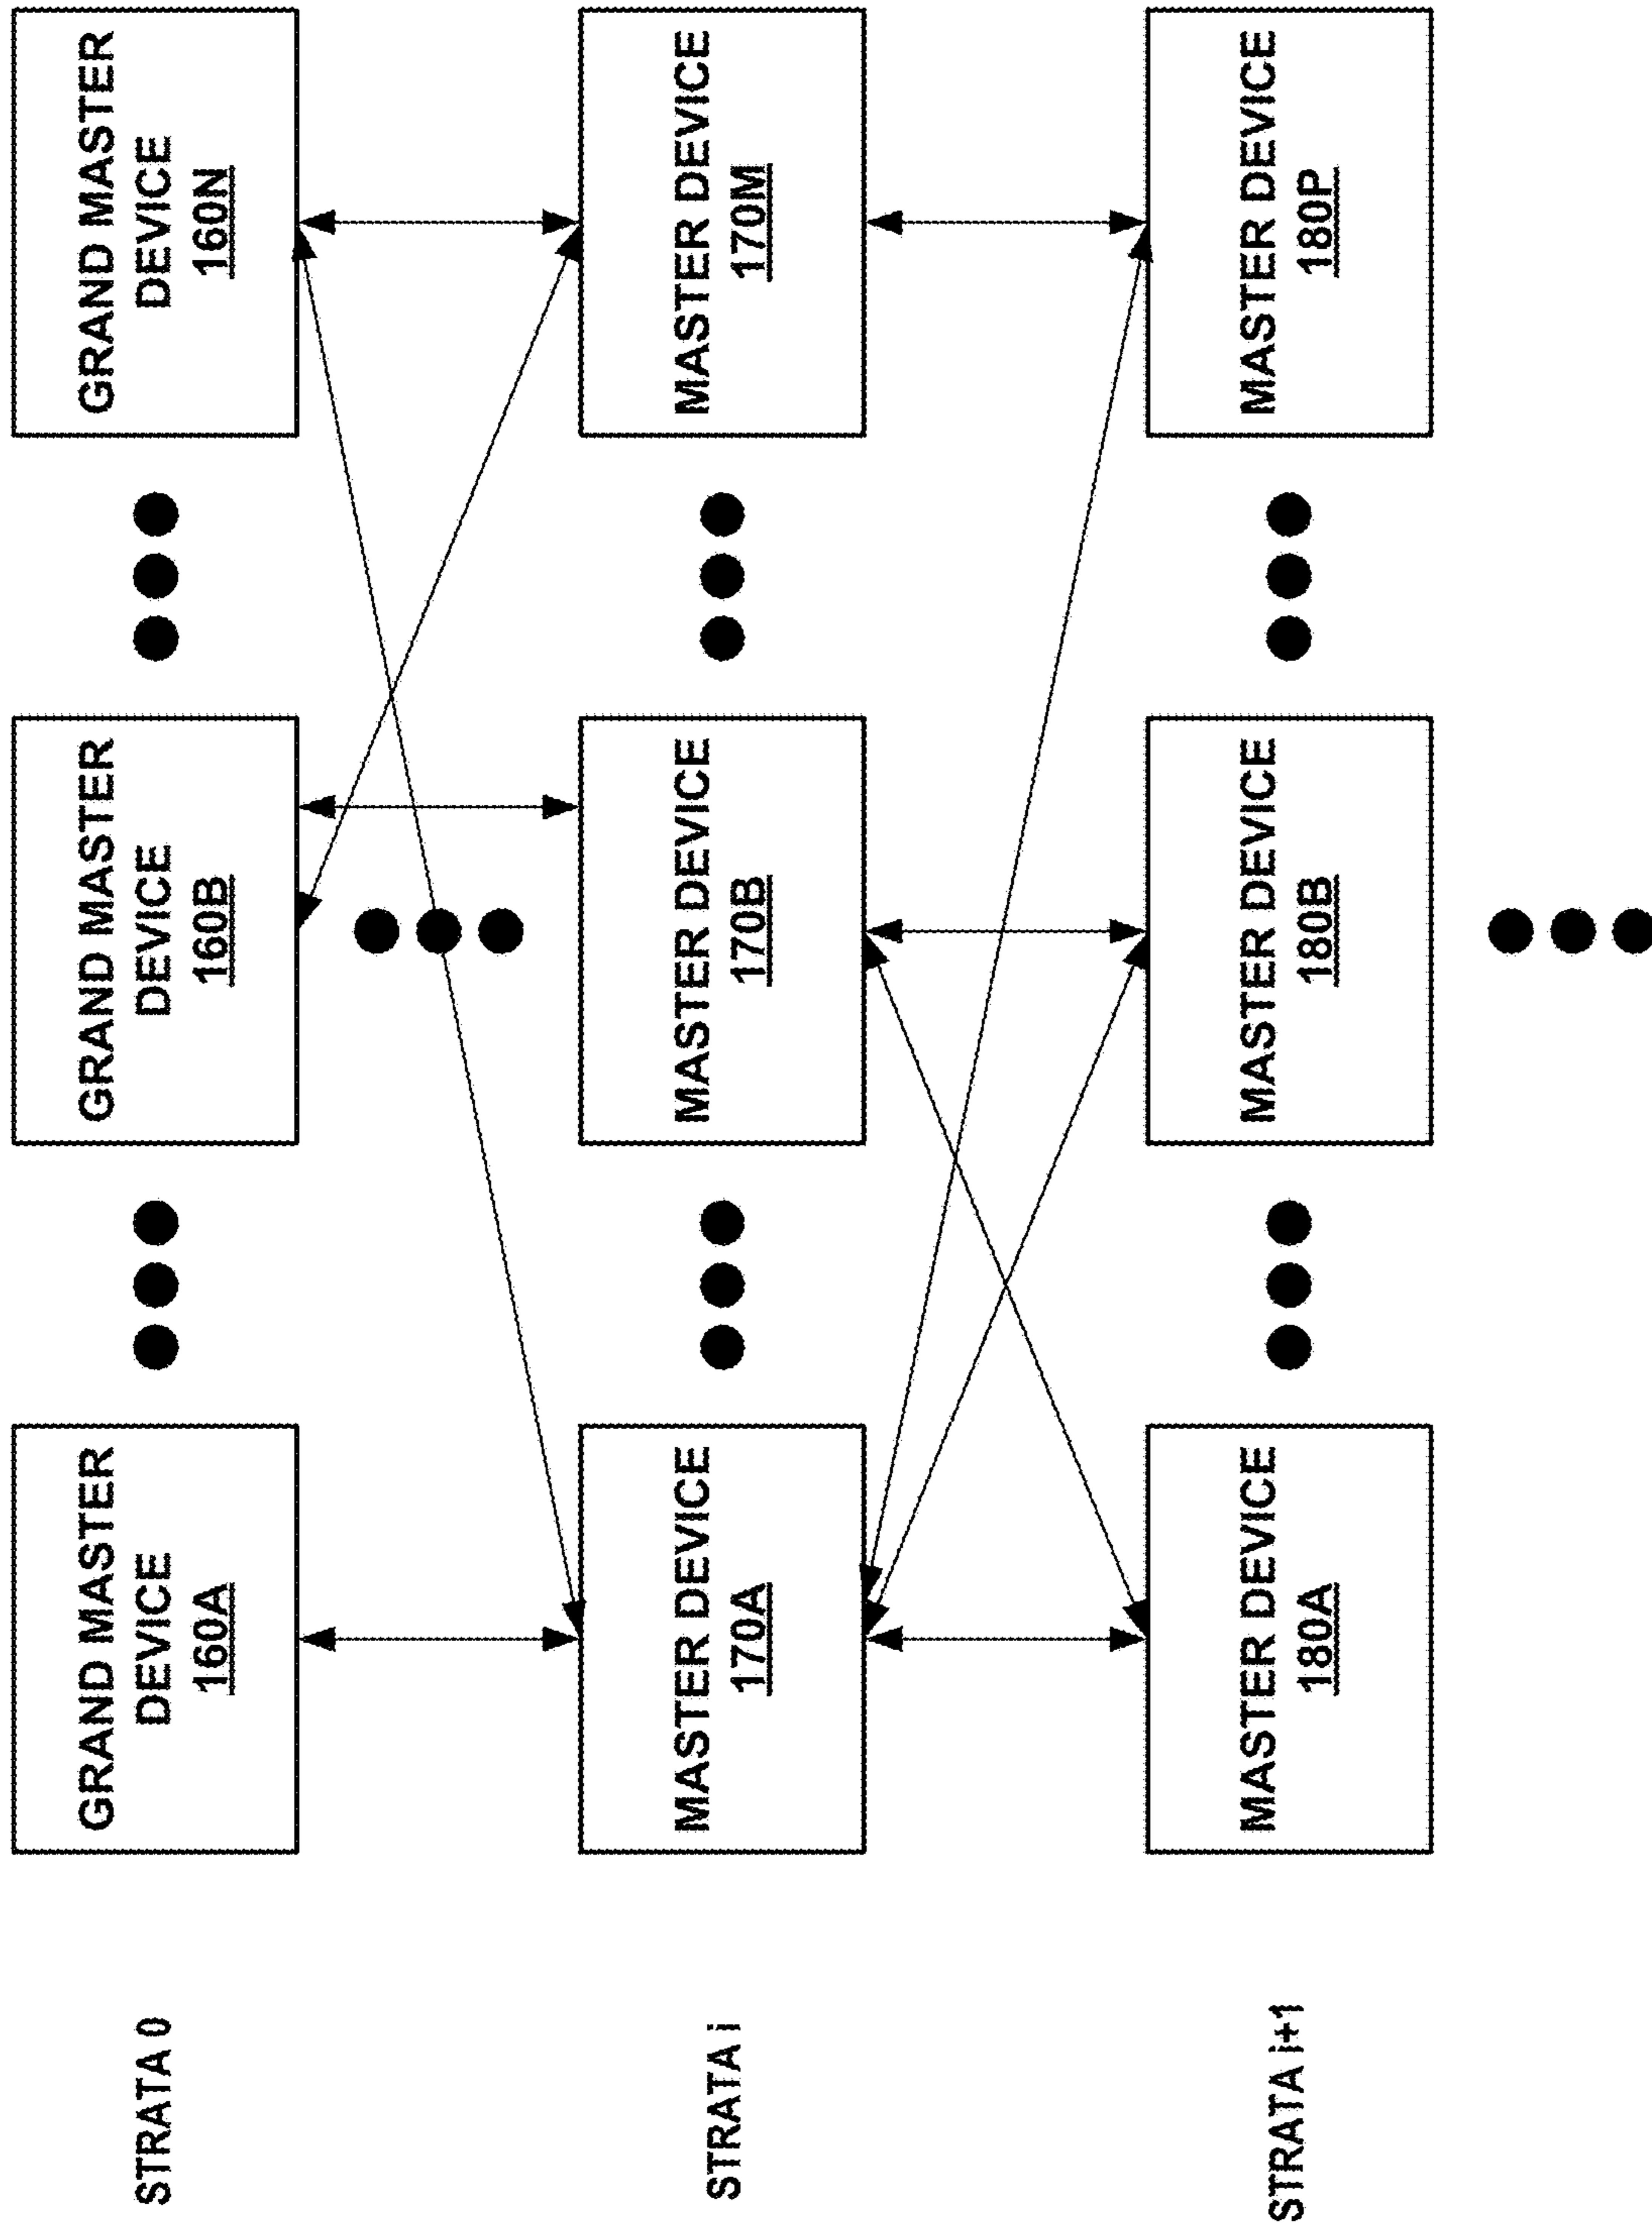 STRATA 0
GRAND MASTER
DEVICE
160A
GRAND MASTER
DEVICE
160B
GRAND MASTER
DEVICE
160N
STRATA i
MASTER DEVICE
170A
MASTER DEVICE
170B
MASTER DEVICE
170M
STRATA i+1
MASTER DEVICE
180A
MASTER DEVICE
180B
MASTER DEVICE
180P